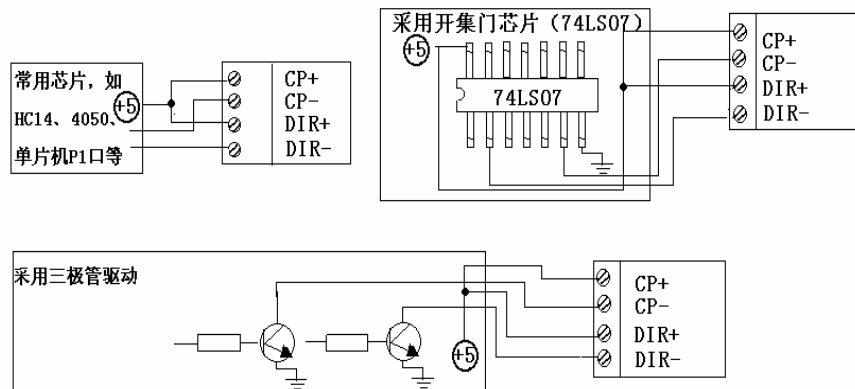 常用芯片，如
+5
HC14、4050、
单片机P1口等
CP+
CP-
DIR+
DIR-
采用开集门芯片（74LS07）
+5
74LS07
CP+
CP-
DIR+
DIR-
采用三极管驱动
+5
CP+
CP-
DIR+
DIR-